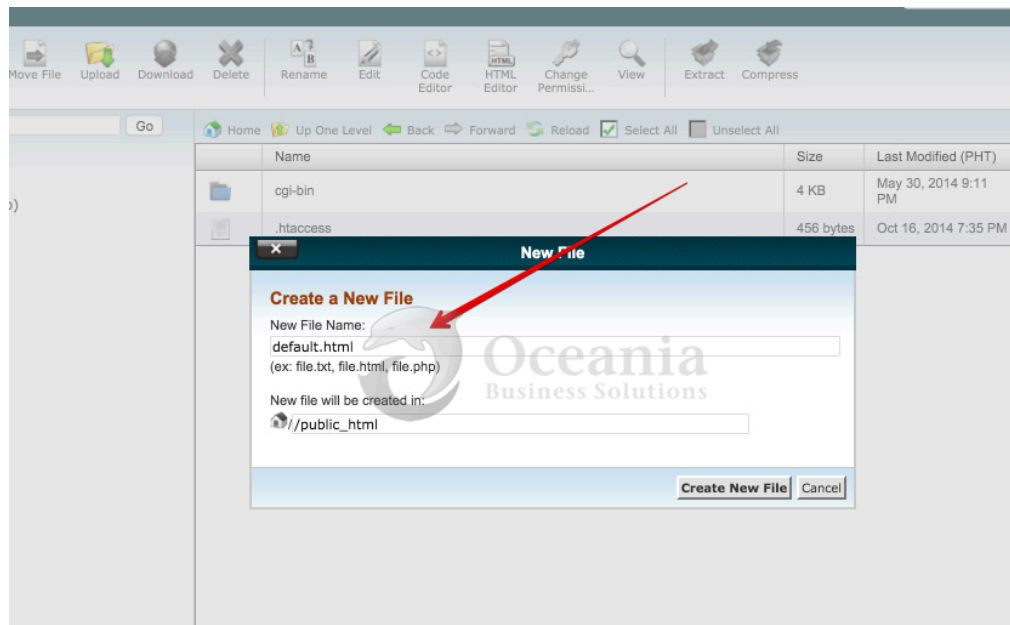 Move File Upload Download Delete Rename Edit Code Editor HTML Editor Change Permissi... View Extract Compress
Go
Home Up One Level Back Forward Reload Select All Unselect All
Name Size Last Modified (PHT)
cgi-bin 4 KB May 30, 2014 9:11 PM
.htaccess 456 bytes Oct 16, 2014 7:35 PM
New File
Create a New File
New File Name:
default.html
(ex: file.txt, file.html, file.php)
New file will be created in:
//public_html
Create New File Cancel
Oceania
Business Solutions